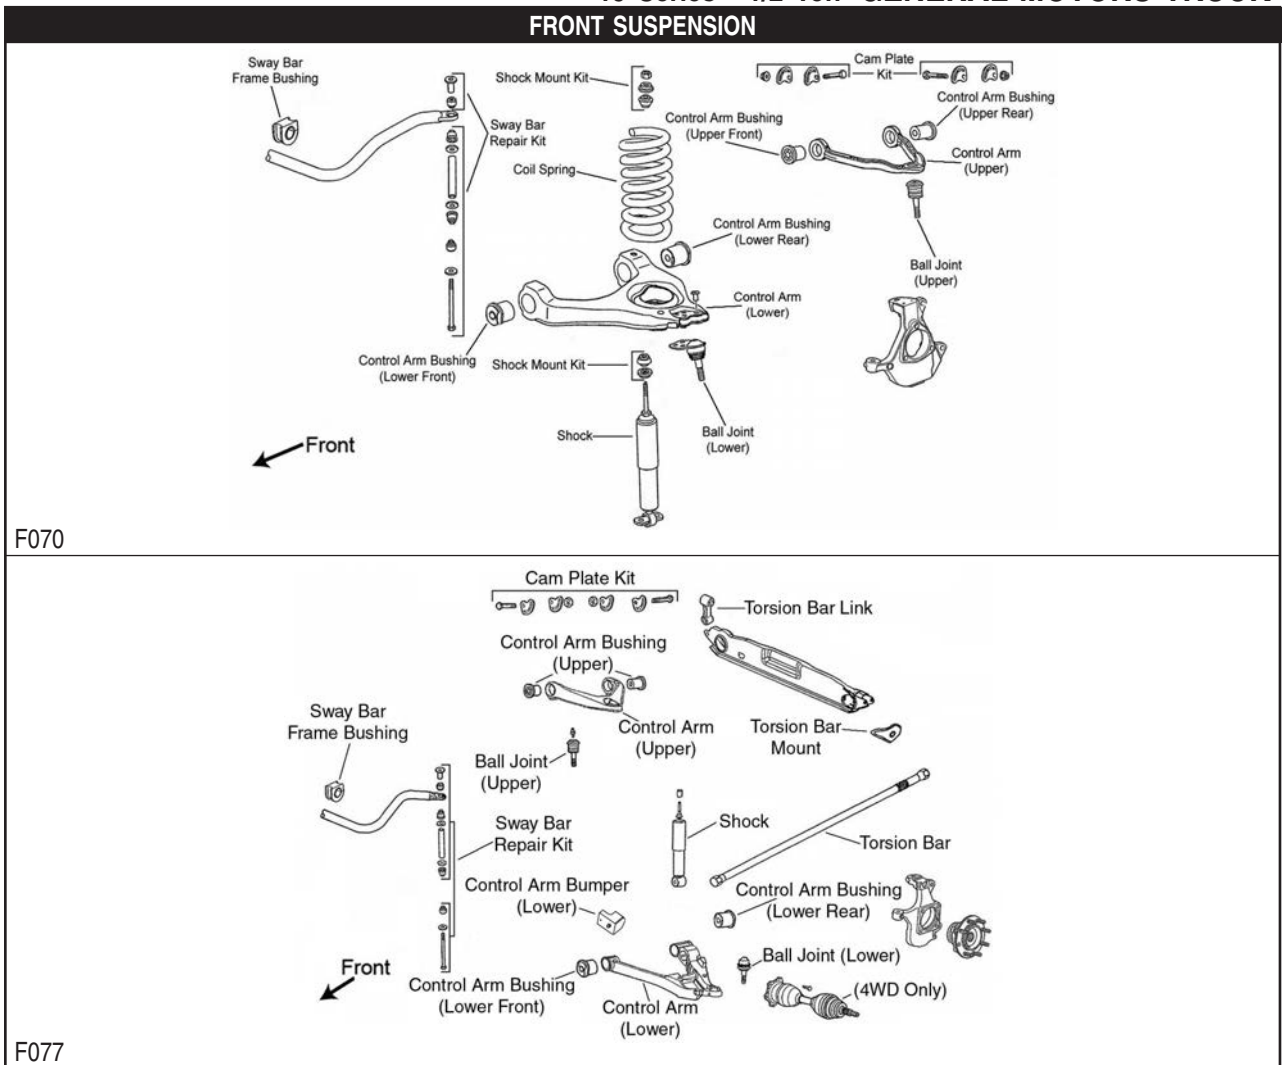 FRONT SUSPENSION
Sway Bar
Frame Bushing
Shock Mount Kit
Cam Plate
Kit
Control Arm Bushing
(Upper Rear)
Control Arm Bushing
(Upper Front)
Sway Bar
Repair Kit
Control Arm
(Upper)
Coil Spring
Control Arm Bushing
(Lower Rear)
Ball Joint
(Upper)
Control Arm
(Lower)
Control Arm Bushing
(Lower Front)
Shock Mount Kit
Shock
Ball Joint
(Lower)
Front
F070
Cam Plate Kit
Torsion Bar Link
Control Arm Bushing
(Upper)
Sway Bar
Frame Bushing
Control Arm
(Upper)
Torsion Bar
Mount
Ball Joint
(Upper)
Sway Bar
Repair Kit
Shock
Torsion Bar
Control Arm Bumper
(Lower)
Control Arm Bushing
(Lower Rear)
Ball Joint (Lower)
Front
Control Arm Bushing
(Lower Front)
Control Arm
(Lower)
(4WD Only)
F077